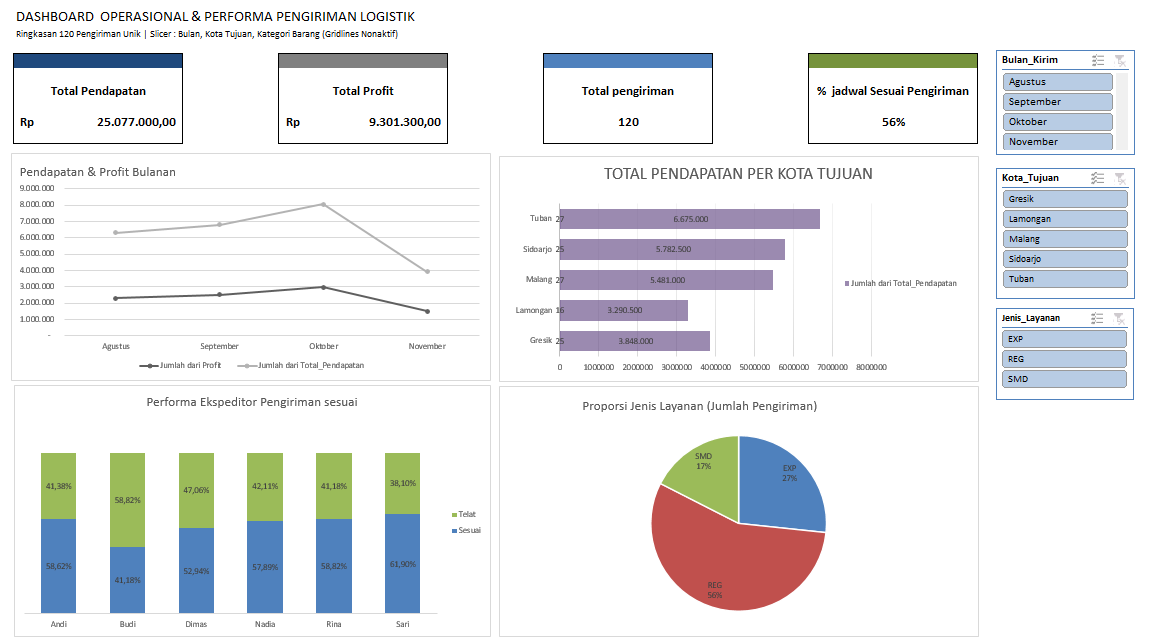 DASHBOARD  OPERASIONAL & PERFORMA PENGIRIMAN LOGISTIK
Ringkasan 120 Pengiriman Unik | Slicer : Bulan, Kota Tujuan, Kategori Barang (Gridlines Nonaktif)
Total Pendapatan
Rp 25.077.000,00
Total Profit
Rp 9.301.300,00
Total pengiriman
120
% jadwal Sesuai Pengiriman
56%
Bulan_Kirim
Agustus
September
Oktober
November
Kota_Tujuan
Gresik
Lamongan
Malang
Sidoarjo
Tuban
Jenis_Layanan
EXP
REG
SMD
Pendapatan & Profit Bulanan
9.000.000
8.000.000
7.000.000
6.000.000
5.000.000
4.000.000
3.000.000
2.000.000
1.000.000
-
Agustus September Oktober November
Jumlah dari Profit Jumlah dari Total_Pendapatan
TOTAL PENDAPATAN PER KOTA TUJUAN
Tuban 27 6.675.000
Sidoarjo 25 5.782.500
Malang 27 5.481.000
Lamongan 16 3.290.500
Gresik 25 3.848.000
0 1000000 2000000 3000000 4000000 5000000 6000000 7000000 8000000
Jumlah dari Total_Pendapatan
Performa Ekspeditor Pengiriman sesuai
41,38% 58,82% 47,06% 42,11% 41,18% 38,10%
58,62% 41,18% 52,94% 57,89% 58,82% 61,90%
Andi Budi Dimas Nadia Rina Sari
Telat
Sesuai
Proporsi Jenis Layanan (Jumlah Pengiriman)
SMD
17%
EXP
27%
REG
56%